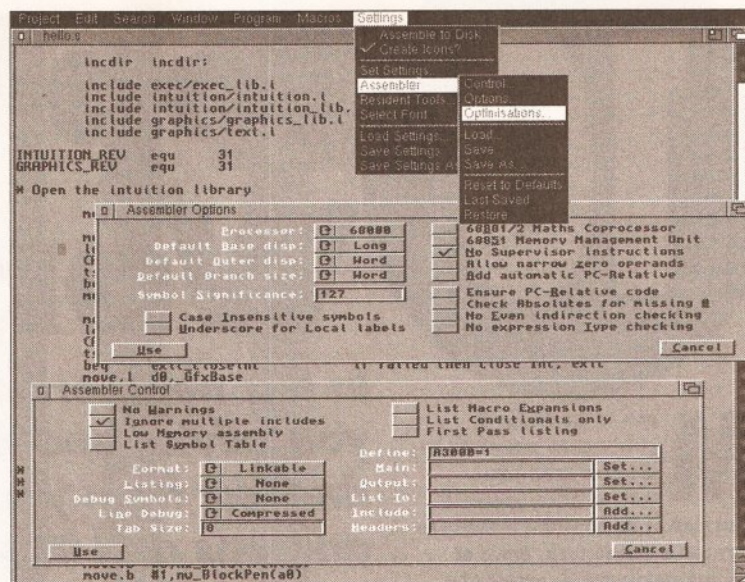 Project Edit Search Window Program Macros Settings
hello.s
Assemble to Disk
Create Icons?
Set Settings...
Assembler
Resident Tools...
Select Font...
Load Settings...
Save Settings
Save Settings As
Control...
Options...
Optimisations...
Load...
Save
Save As...
Reset to Defaults
Last Saved
Restore
incdir incdir:
include exec/exec_lib.i
include intuition/intuition.i
include intuition/intuition_lib.
include graphics/graphics_lib.i
include graphics/text.i
INTUITION_REV equ 31
GRAPHICS_REV equ 31
* Open the intuition library
Assembler Options
Processor: 68000
Default Base disp: Long
Default Outer disp: Word
Default Branch size: Word
Symbol Significance: 127
Case Insensitive symbols
Underscore for Local labels
68881/2 Maths Coprocessor
68851 Memory Management Unit
No Supervisor instructions
Allow narrow zero operands
Add automatic PC-Relative
Ensure PC-Relative code
Check Absolutes for missing #
No Even indirection checking
No expression Type checking
Use
Cancel
beq exit_closeint if failed then close Int, exit
move.l d0,_GfxBase
Assembler Control
No Warnings
Ignore multiple includes
Low Memory assembly
List Symbol Table
List Macro Expansions
List Conditionals only
First Pass listing
Format: Linkable
Listing: None
Debug Symbols: None
Line Debug: Compressed
Tab Size: 8
Define: A3000=1
Main: Set...
Output: Set...
List To: Set...
Include: Add...
Headers: Add...
Use
Cancel
move.b #1,nw_BlockPen(a0)